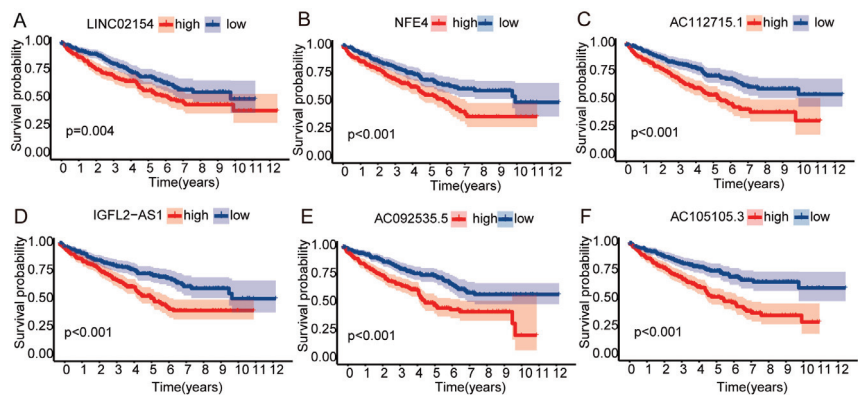 A
LINC02154 high low
Survival probability
1.00
0.75
0.50
0.25
0.00
p=0.004
0 1 2 3 4 5 6 7 8 9 10 11 12
Time(years)
B
NFE4 high low
Survival probability
1.00
0.75
0.50
0.25
0.00
p<0.001
0 1 2 3 4 5 6 7 8 9 10 11 12
Time(years)
C
AC112715.1 high low
Survival probability
1.00
0.75
0.50
0.25
0.00
p<0.001
0 1 2 3 4 5 6 7 8 9 10 11 12
Time(years)
D
IGFL2-AS1 high low
Survival probability
1.00
0.75
0.50
0.25
0.00
p<0.001
0 1 2 3 4 5 6 7 8 9 10 11 12
Time(years)
E
AC092535.5 high low
Survival probability
1.00
0.75
0.50
0.25
0.00
p<0.001
0 1 2 3 4 5 6 7 8 9 10 11 12
Time(years)
F
AC105105.3 high low
Survival probability
1.00
0.75
0.50
0.25
0.00
p<0.001
0 1 2 3 4 5 6 7 8 9 10 11 12
Time(years)